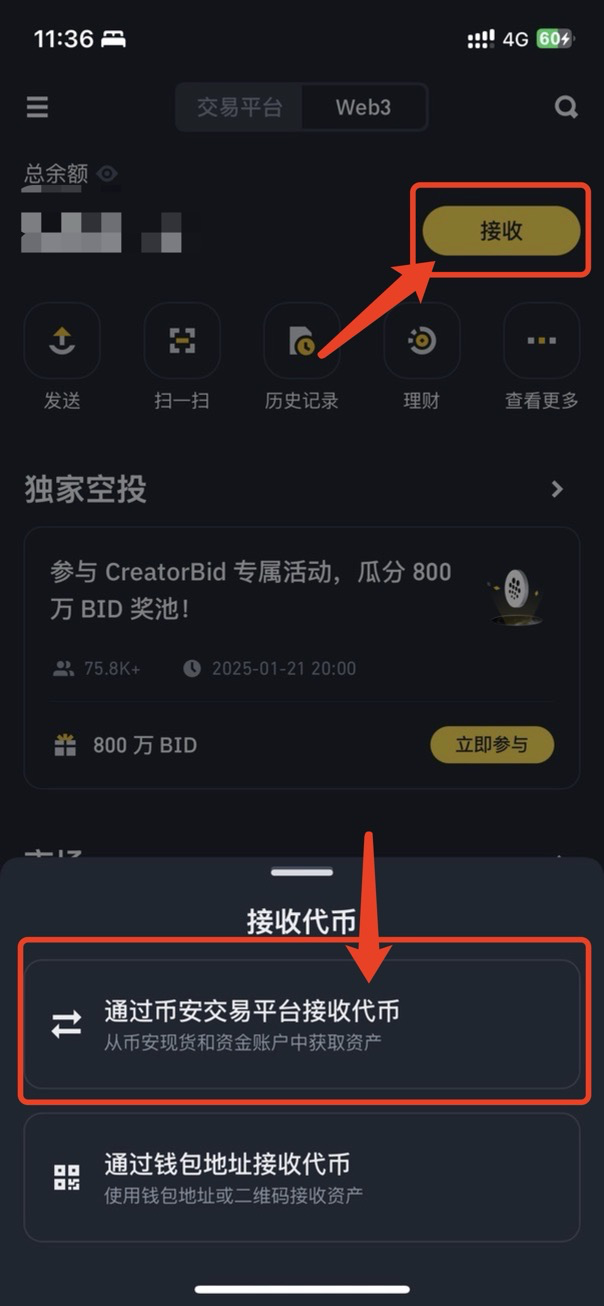 11:36
4G 60
交易平台 Web3
总余额
接收
发送 扫一扫 历史记录 理财 查看更多
独家空投
参与 CreatorBid 专属活动，瓜分 800
万 BID 奖池！
75.8K+ 2025-01-21 20:00
800 万 BID 立即参与
接收代币
通过币安交易平台接收代币
从币安现货和资金账户中获取资产
通过钱包地址接收代币
使用钱包地址或二维码接收资产